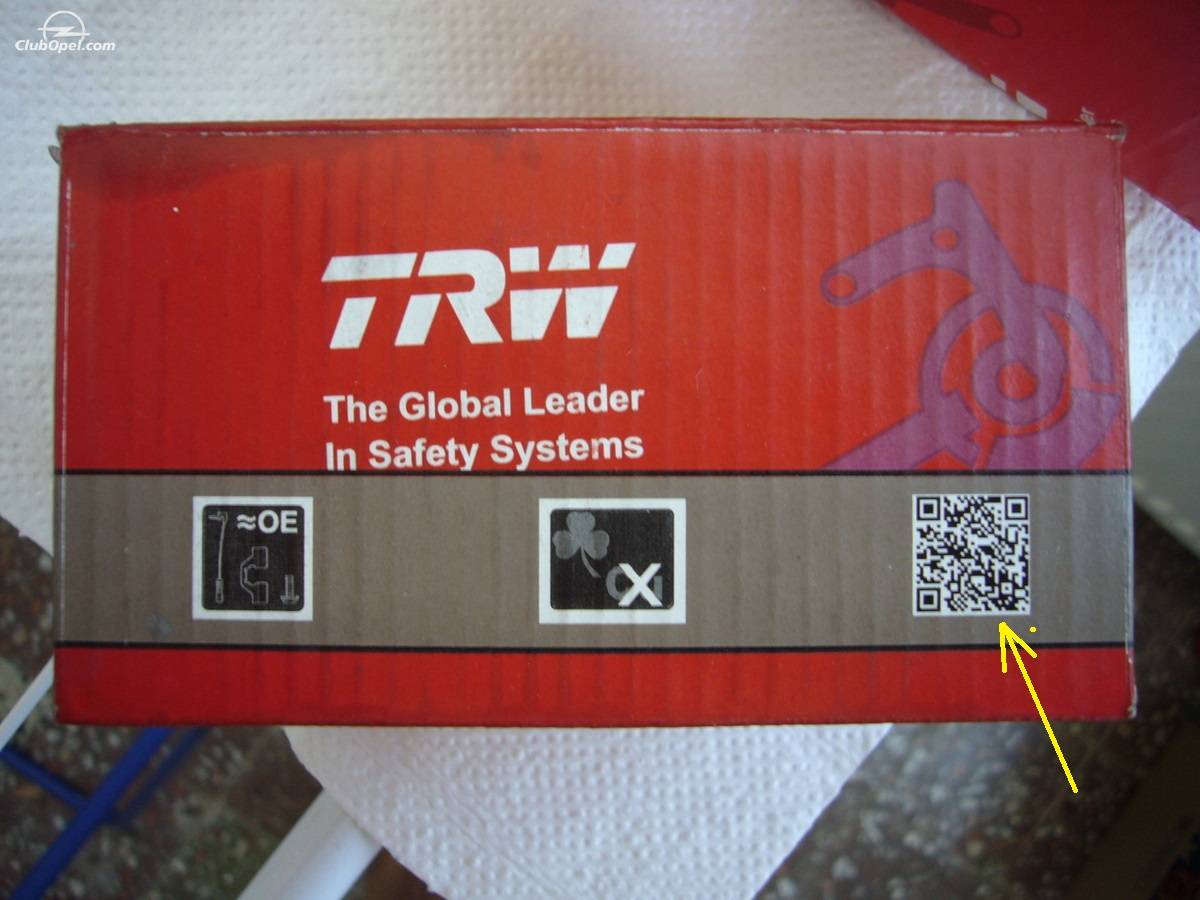 ClubOpel.com
TRW
The Global Leader
In Safety Systems
≈OE
X